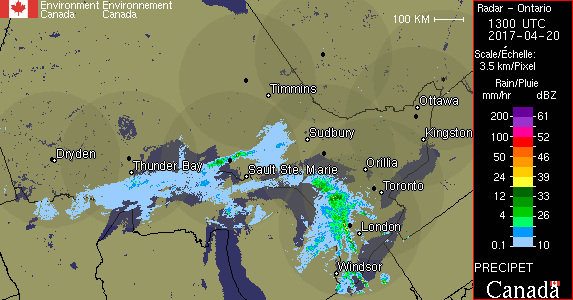 Environment Environnement
Canada Canada
100 KM
Timmins
Ottawa
Sudbury
Kingston
Dryden
Thunder Bay
Sault Ste. Marie
Orillia
Toronto
London
Windsor
Radar - Ontario
1300 UTC
2017-04-20
Scale/Échelle:
3.5 km/Pixel
Rain/Pluie
mm/hr dBZ
200 61
100 52
50 46
24 39
12 33
4 26
0.1 10
PRECIPET
Canada